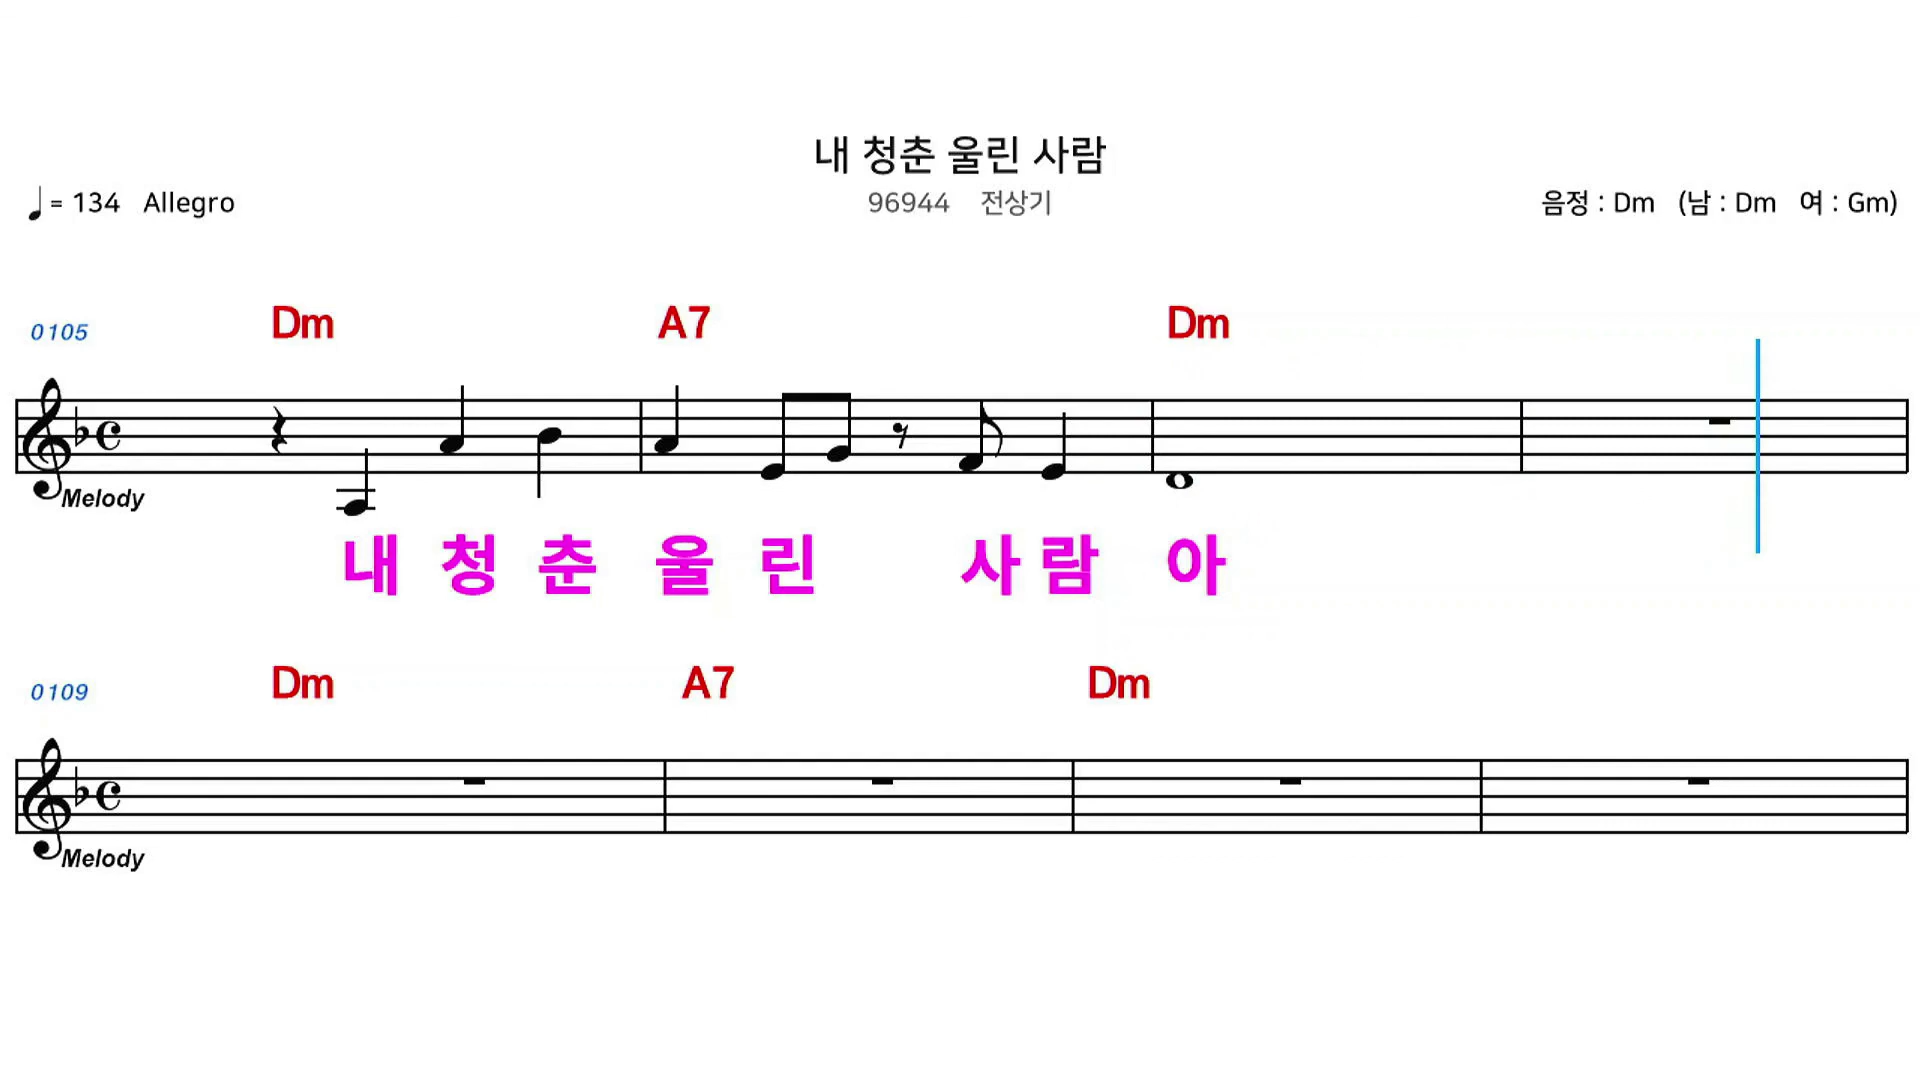 내 청춘 울린 사람
♩= 134 Allegro 96944 전상기 음정 : Dm (남 : Dm 여 : Gm)
0105 Dm A7 Dm
Melody
내 청 춘 울 린 사 람 아
0109 Dm A7 Dm
Melody